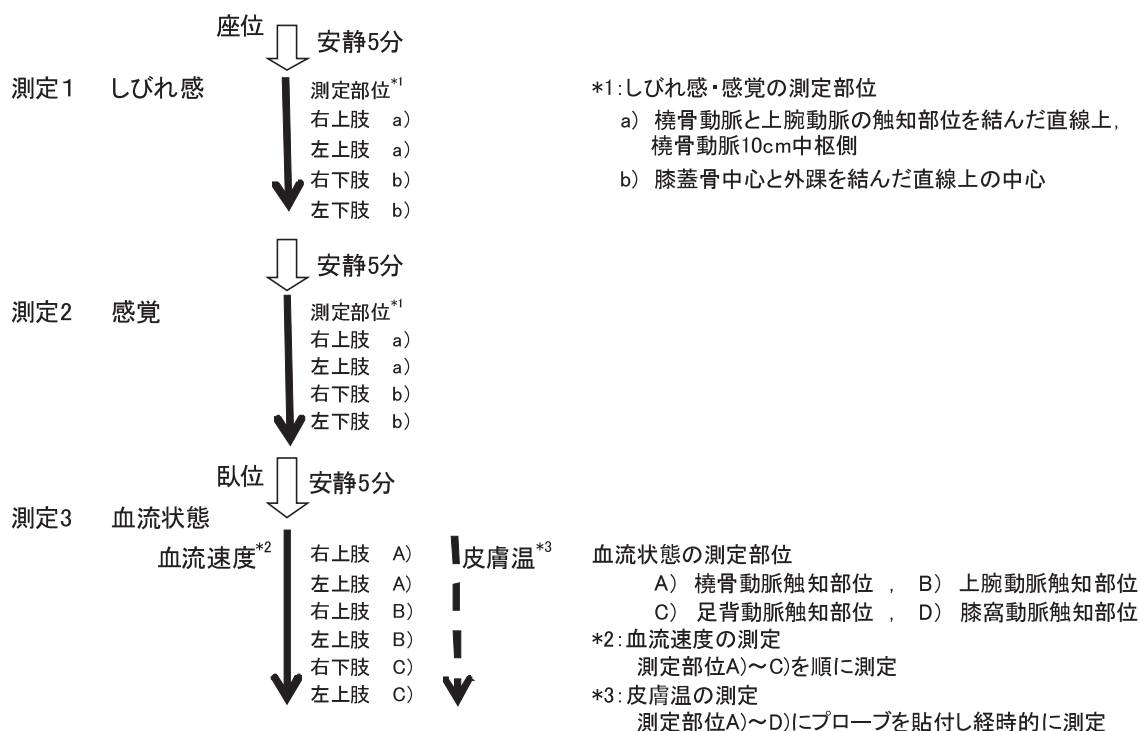 座位 安静5分
測定1 しびれ感 測定部位*1
右上肢 a)
左上肢 a)
右下肢 b)
左下肢 b)
*1:しびれ感・感覚の測定部位
a) 橈骨動脈と上腕動脈の触知部位を結んだ直線上,
橈骨動脈10cm中枢側
b) 膝蓋骨中心と外踝を結んだ直線上の中心
安静5分
測定2 感覚 測定部位*1
右上肢 a)
左上肢 a)
右下肢 b)
左下肢 b)
臥位 安静5分
測定3 血流状態
血流速度*2
右上肢 A)
左上肢 A)
右上肢 B)
左上肢 B)
右下肢 C)
左上肢 C)
皮膚温*3
血流状態の測定部位
A) 橈骨動脈触知部位 , B) 上腕動脈触知部位
C) 足背動脈触知部位 , D) 膝窩動脈触知部位
*2:血流速度の測定
測定部位A)~C)を順に測定
*3:皮膚温の測定
測定部位A)~D)にプローブを貼付し経時的に測定